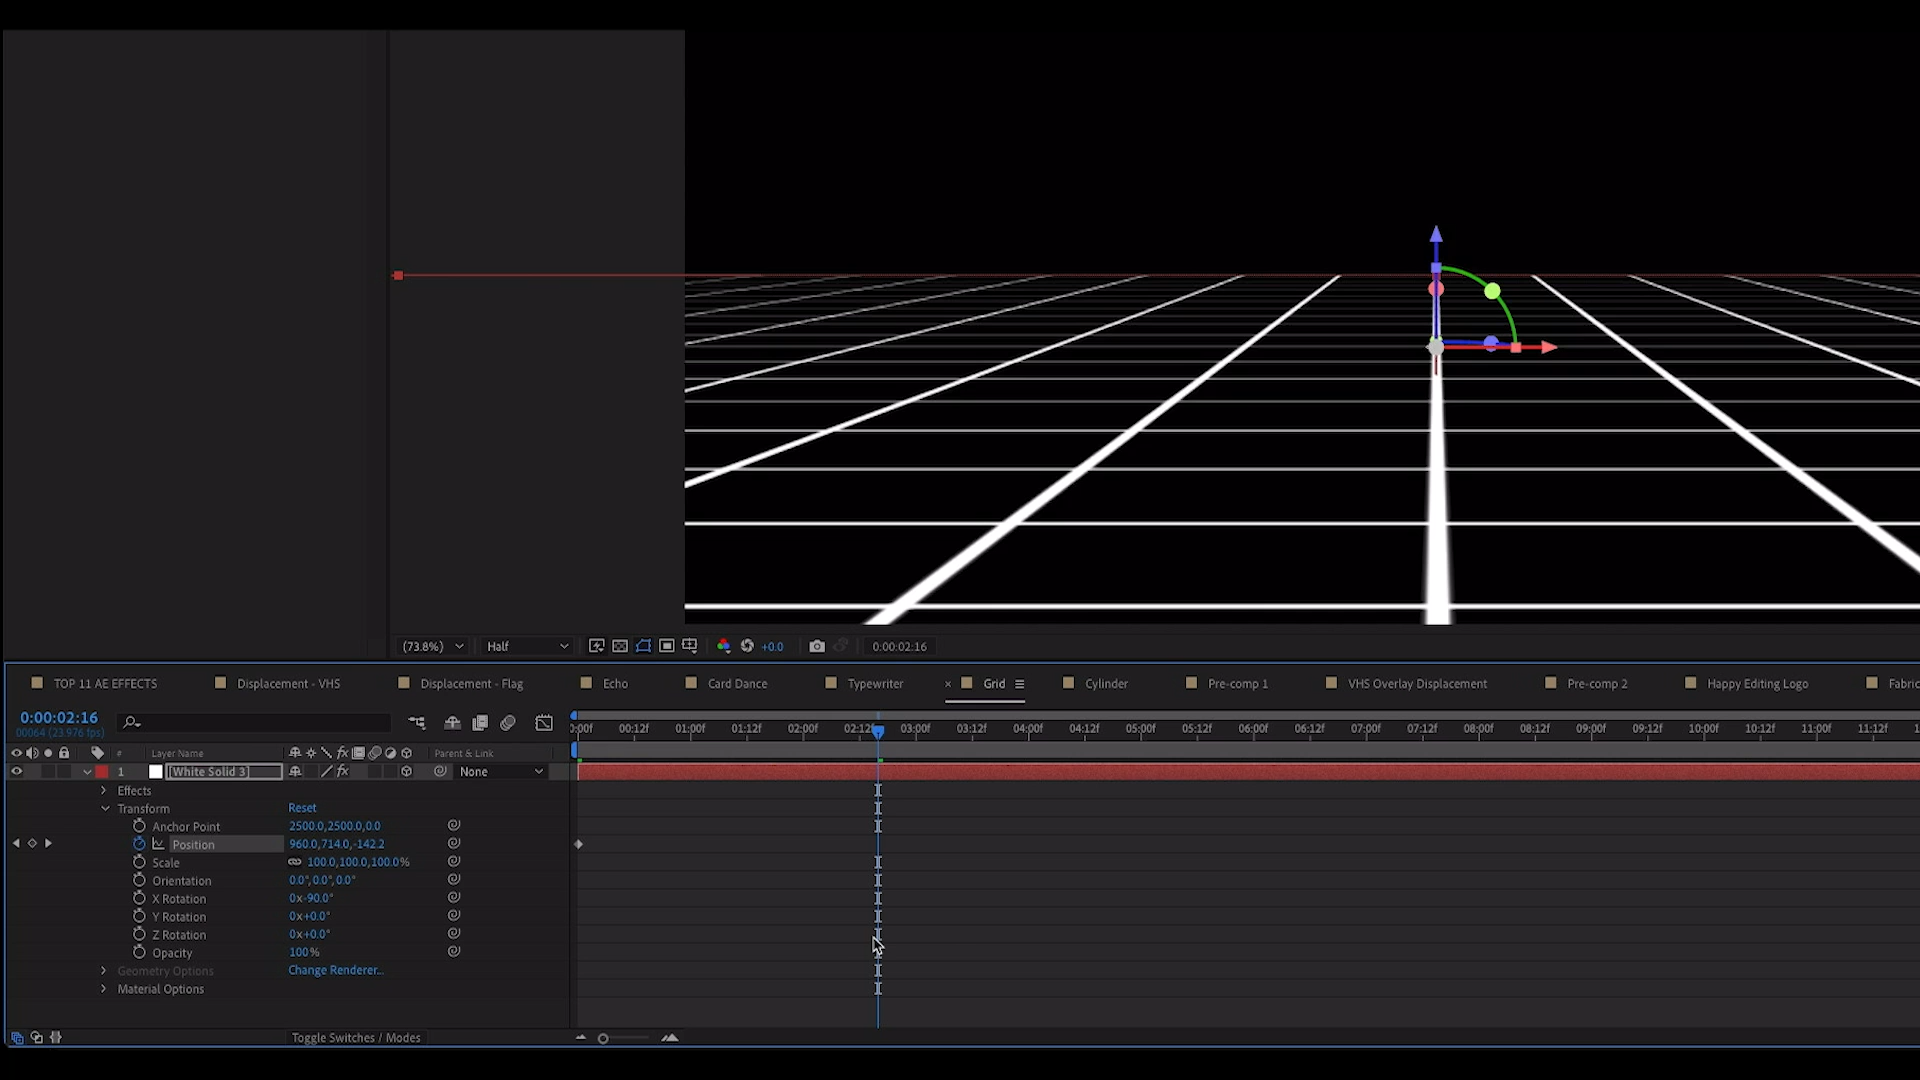 (73.8%) Half +0.0 0:00:02:16
TOP 11 AE EFFECTS Displacement - VHS Displacement - Flag Echo Card Dance Typewriter × Grid Cylinder Pre-comp 1 VHS Overlay Displacement Pre-comp 2 Happy Editing Logo Fabric
0:00:02:16
00064 (23.976 fps)
00:12f 01:00f 01:12f 02:00f 02:12f 03:00f 03:12f 04:00f 04:12f 05:00f 05:12f 06:00f 06:12f 07:00f 07:12f 08:00f 08:12f 09:00f 09:12f 10:00f 10:12f 11:00f 11:12f
# Layer Name fx Parent & Link
1 [White Solid 3] fx None
Effects
Transform Reset
Anchor Point 2500.0,2500.0,0.0
Position 960.0,714.0,-142.2
Scale 100.0,100.0,100.0%
Orientation 0.0°,0.0°,0.0°
X Rotation 0x-90.0°
Y Rotation 0x+0.0°
Z Rotation 0x+0.0°
Opacity 100%
Geometry Options Change Renderer...
Material Options
Toggle Switches / Modes